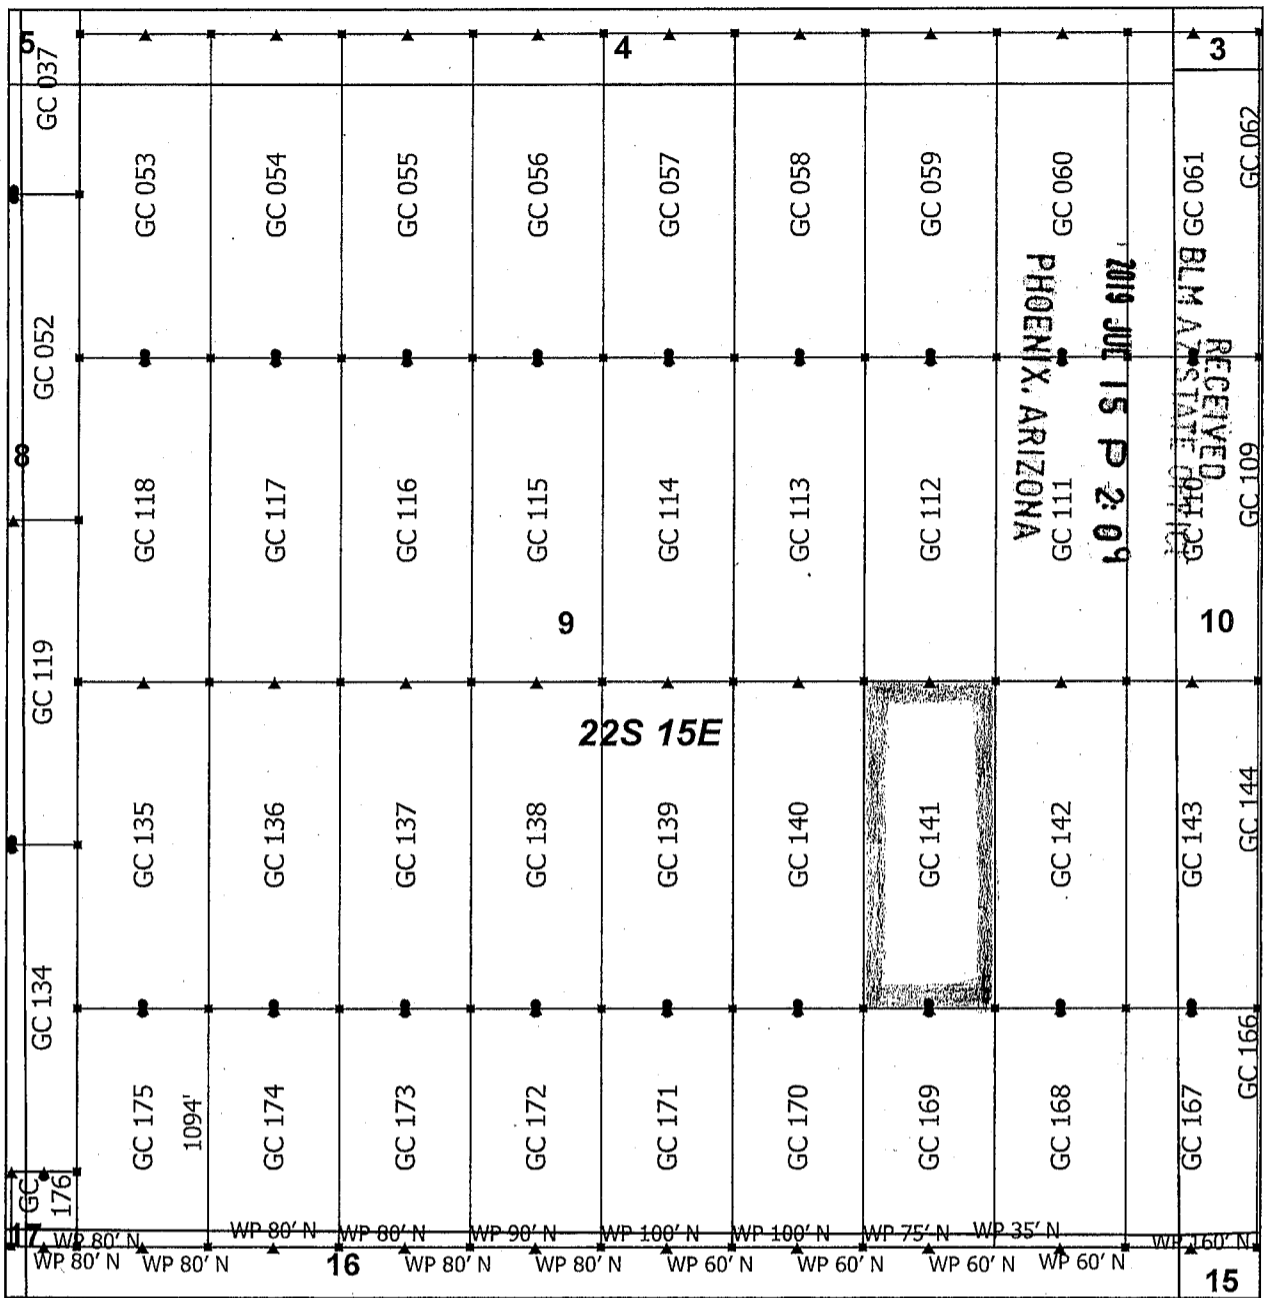 5
4
3
GC 037
GC 053
GC 054
GC 055
GC 056
GC 057
GC 058
GC 059
GC 060
GC 061
GC 062
RECEIVED
BLM AZ STATE OFFICE
2019 JUL 15 P 2:09
PHOENIX, ARIZONA
GC 052
8
GC 118
GC 117
GC 116
GC 115
GC 114
GC 113
GC 112
GC 111
GC 110
GC 109
9
10
GC 119
22S 15E
GC 135
GC 136
GC 137
GC 138
GC 139
GC 140
GC 141
GC 142
GC 143
GC 144
GC 134
GC 175
1094'
GC 174
GC 173
GC 172
GC 171
GC 170
GC 169
GC 168
GC 167
GC 166
GC 176
17
WP 80' N
WP 80' N
WP 80' N
WP 90' N
WP 100' N
WP 100' N
WP 75' N
WP 35' N
WP 160' N
WP 80' N
WP 80' N
16
WP 80' N
WP 80' N
WP 60' N
WP 60' N
WP 60' N
WP 60' N
15